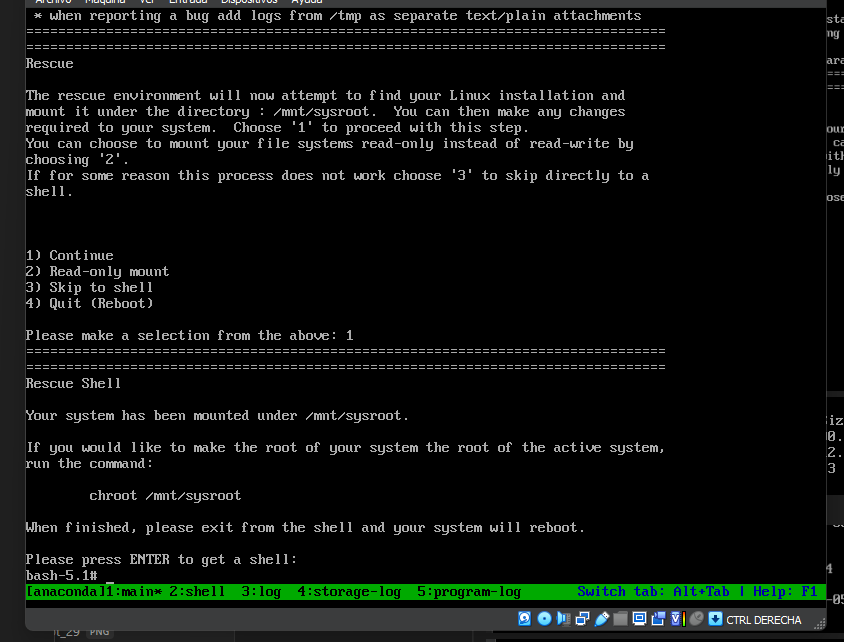 Archivo Máquina Ver Entrada Dispositivos Ayuda
* when reporting a bug add logs from /tmp as separate text/plain attachments
================================================================================
================================================================================
Rescue
The rescue environment will now attempt to find your Linux installation and
mount it under the directory : /mnt/sysroot.  You can then make any changes
required to your system.  Choose '1' to proceed with this step.
You can choose to mount your file systems read-only instead of read-write by
choosing '2'.
If for some reason this process does not work choose '3' to skip directly to a
shell.
1) Continue
2) Read-only mount
3) Skip to shell
4) Quit (Reboot)
Please make a selection from the above: 1
================================================================================
================================================================================
Rescue Shell
Your system has been mounted under /mnt/sysroot.
If you would like to make the root of your system the root of the active system,
run the command:
chroot /mnt/sysroot
When finished, please exit from the shell and your system will reboot.
Please press ENTER to get a shell:
bash-5.1# _
[anaconda]1:main* 2:shell  3:log  4:storage-log  5:program-log       Switch tab: Alt+Tab | Help: F1
CTRL DERECHA
t_29 PNG